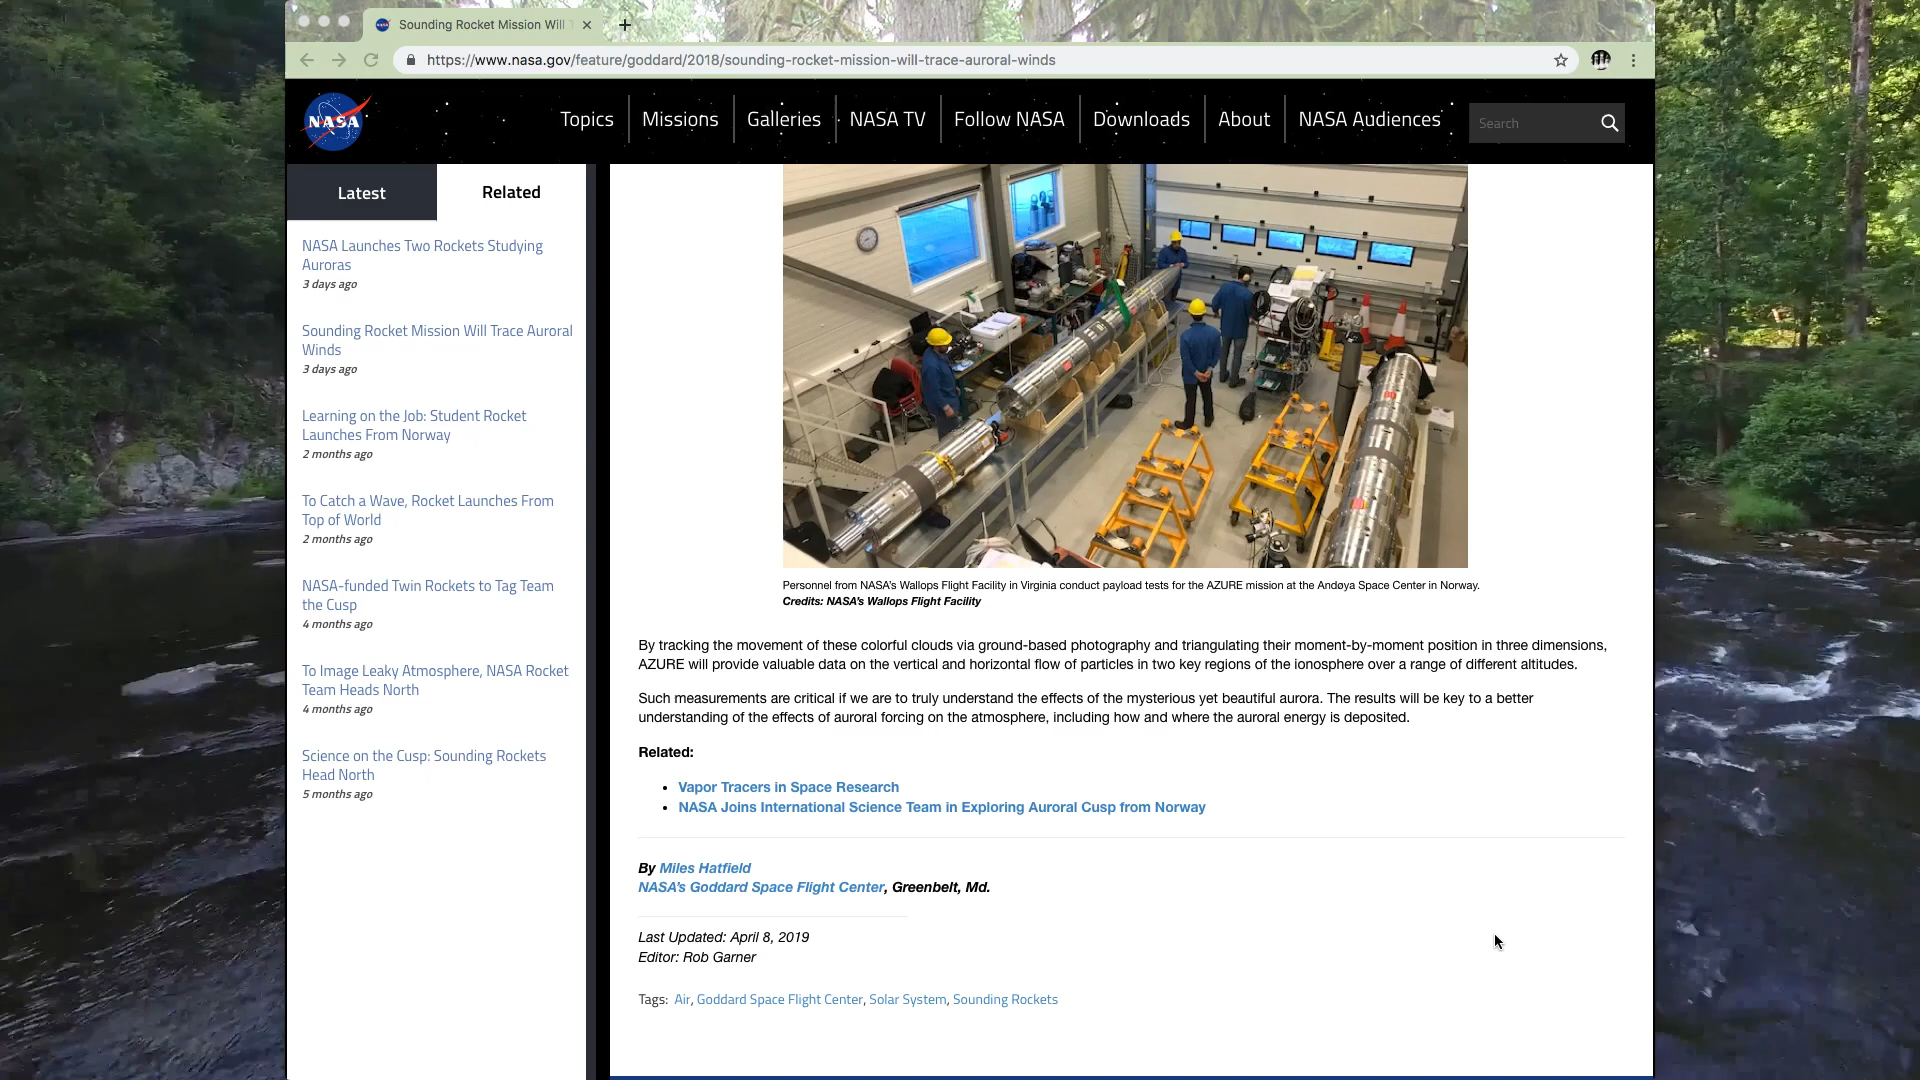 Sounding Rocket Mission Will
https://www.nasa.gov/feature/goddard/2018/sounding-rocket-mission-will-trace-auroral-winds
NASA
Topics
Missions
Galleries
NASA TV
Follow NASA
Downloads
About
NASA Audiences
Search
Latest
Related
NASA Launches Two Rockets Studying
Auroras
3 days ago
Sounding Rocket Mission Will Trace Auroral
Winds
3 days ago
Learning on the Job: Student Rocket
Launches From Norway
2 months ago
To Catch a Wave, Rocket Launches From
Top of World
2 months ago
NASA-funded Twin Rockets to Tag Team
the Cusp
4 months ago
To Image Leaky Atmosphere, NASA Rocket
Team Heads North
4 months ago
Science on the Cusp: Sounding Rockets
Head North
5 months ago
Personnel from NASA's Wallops Flight Facility in Virginia conduct payload tests for the AZURE mission at the Andøya Space Center in Norway.
Credits: NASA's Wallops Flight Facility
By tracking the movement of these colorful clouds via ground-based photography and triangulating their moment-by-moment position in three dimensions,
AZURE will provide valuable data on the vertical and horizontal flow of particles in two key regions of the ionosphere over a range of different altitudes.
Such measurements are critical if we are to truly understand the effects of the mysterious yet beautiful aurora. The results will be key to a better
understanding of the effects of auroral forcing on the atmosphere, including how and where the auroral energy is deposited.
Related:
• Vapor Tracers in Space Research
• NASA Joins International Science Team in Exploring Auroral Cusp from Norway
By Miles Hatfield
NASA's Goddard Space Flight Center, Greenbelt, Md.
Last Updated: April 8, 2019
Editor: Rob Garner
Tags: Air, Goddard Space Flight Center, Solar System, Sounding Rockets